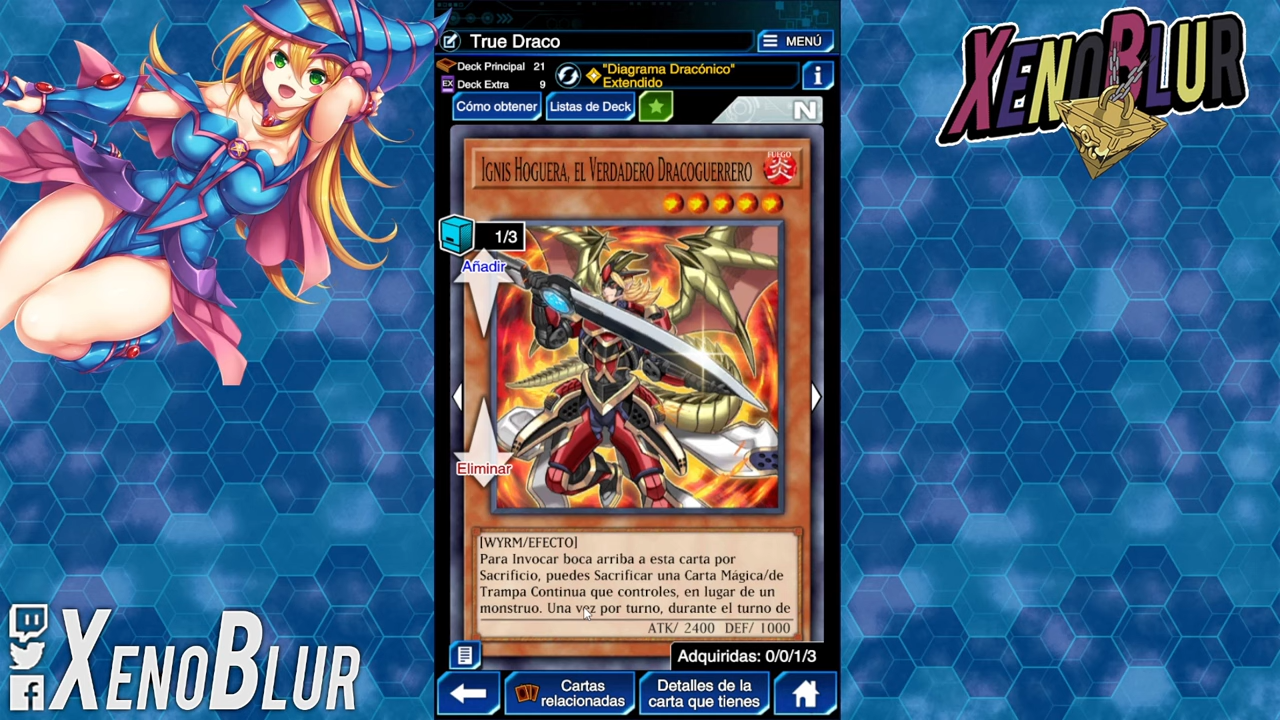 True Draco
MENÚ
Deck Principal 21
"Diagrama Dracónico"
Extendido
EX Deck Extra 9
Cómo obtener
Listas de Deck
N
XENOBLUR
IGNIS HOGUERA, EL VERDADERO DRACOGUERRERO
FUEGO
炎
1/3
Añadir
Eliminar
[WYRM/EFECTO]
Para Invocar boca arriba a esta carta por
Sacrificio, puedes Sacrificar una Carta Mágica/de
Trampa Continua que controles, en lugar de un
monstruo. Una vez por turno, durante el turno de
ATK/ 2400 DEF/ 1000
Adquiridas: 0/0/1/3
Cartas
relacionadas
Detalles de la
carta que tienes
XENOBLUR